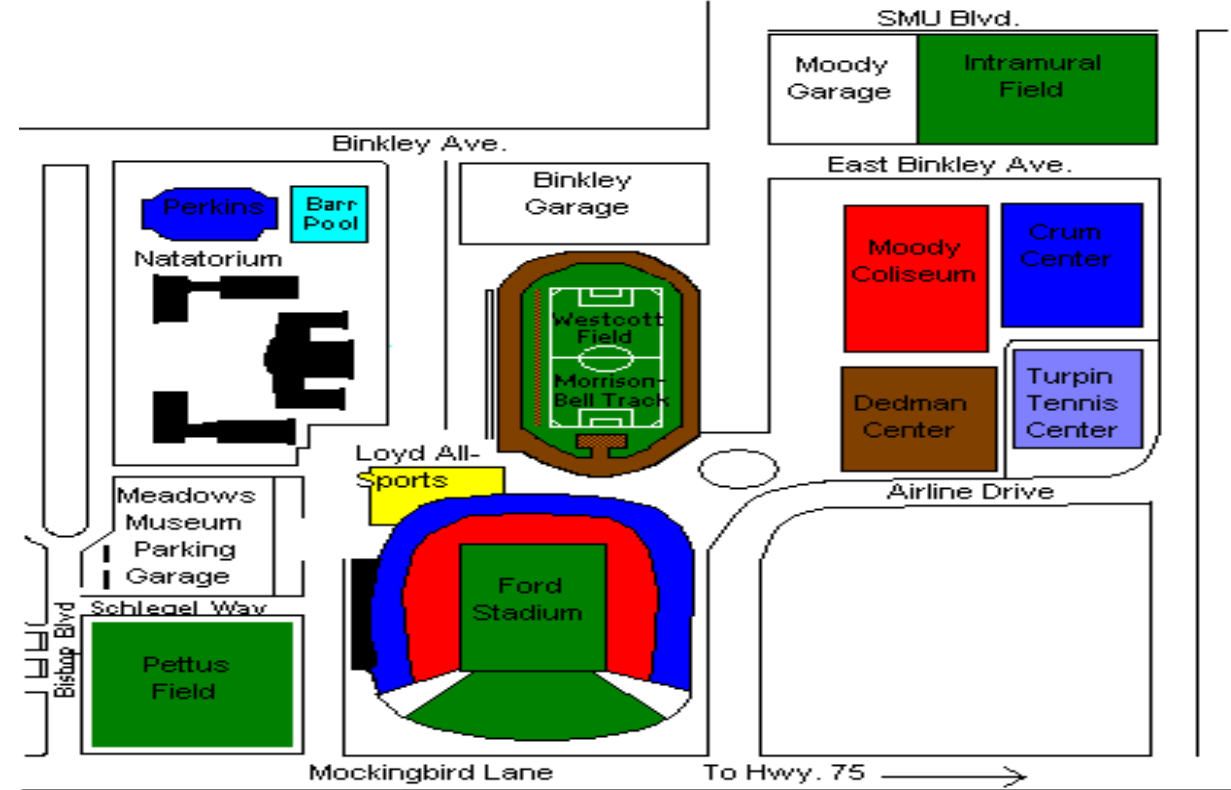 SMU Blvd.
Moody
Garage
Intramural
Field
Binkley Ave.
East Binkley Ave.
Binkley
Garage
Perkins
Barr
Pool
Natatorium
Moody
Coliseum
Crum
Center
Westcott
Field
Morrison-
Bell Track
Turpin
Tennis
Center
Dedman
Center
Loyd All-
Sports
Airline Drive
Meadows
Museum
Parking
Garage
Ford
Stadium
Schlegel Way
Bishop Blvd
Pettus
Field
Mockingbird Lane
To Hwy. 75